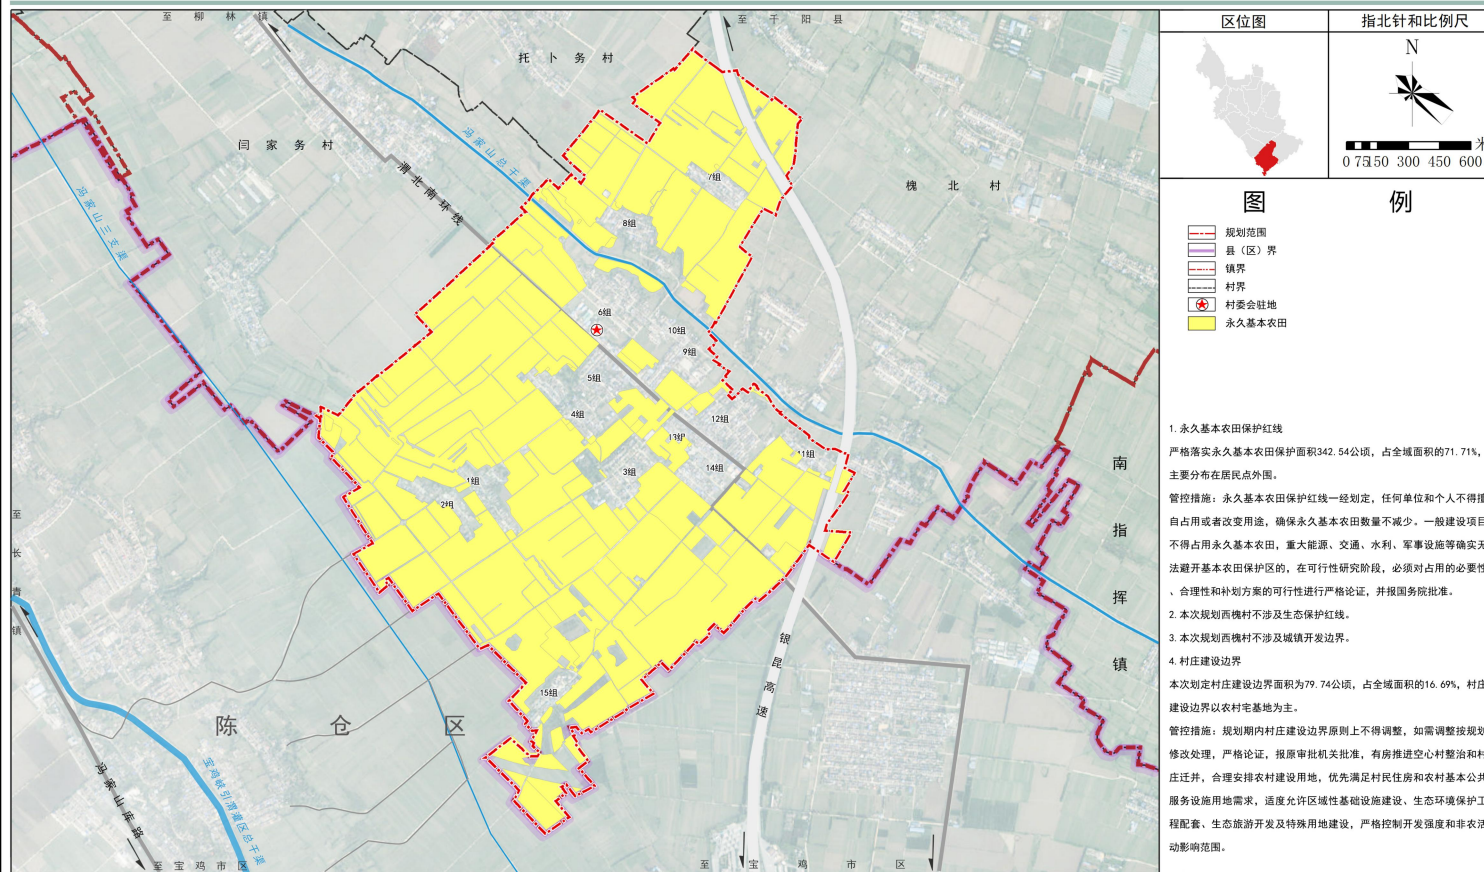 至柳林镇
至千阳县
托卜务村
闫家务村
冯家山总干渠
渭北南环线
冯家山三支渠
槐北村
7组
8组
6组
10组
9组
5组
4组
12组
13组
11组
3组
14组
1组
2组
15组
南指挥镇
至长青镇
陈仓区
银昆高速
冯家山库路
宝鸡峡引渭灌区总干渠
至宝鸡市区
至宝鸡市区
区位图
指北针和比例尺
N
米
0 75 150 300 450 600
图例
规划范围
县（区）界
镇界
村界
村委会驻地
永久基本农田
1. 永久基本农田保护红线
严格落实永久基本农田保护面积342.54公顷，占全域面积的71.71%，
主要分布在居民点外围。
管控措施：永久基本农田保护红线一经划定，任何单位和个人不得擅
自占用或者改变用途，确保永久基本农田数量不减少。一般建设项目
不得占用永久基本农田，重大能源、交通、水利、军事设施等确实无
法避开基本农田保护区的，在可行性研究阶段，必须对占用的必要性
、合理性和补划方案的可行性进行严格论证，并报国务院批准。
2. 本次规划西槐村不涉及生态保护红线。
3. 本次规划西槐村不涉及城镇开发边界。
4. 村庄建设边界
本次划定村庄建设边界面积为79.74公顷，占全域面积的16.69%，村庄
建设边界以农村宅基地为主。
管控措施：规划期内村庄建设边界原则上不得调整，如需调整按规划
修改处理，严格论证，报原审批机关批准，有房推进空心村整治和村
庄迁并，合理安排农村建设用地，优先满足村民住房和农村基本公共
服务设施用地需求，适度允许区域性基础设施建设、生态环境保护工
程配套、生态旅游开发及特殊用地建设，严格控制开发强度和非农活
动影响范围。